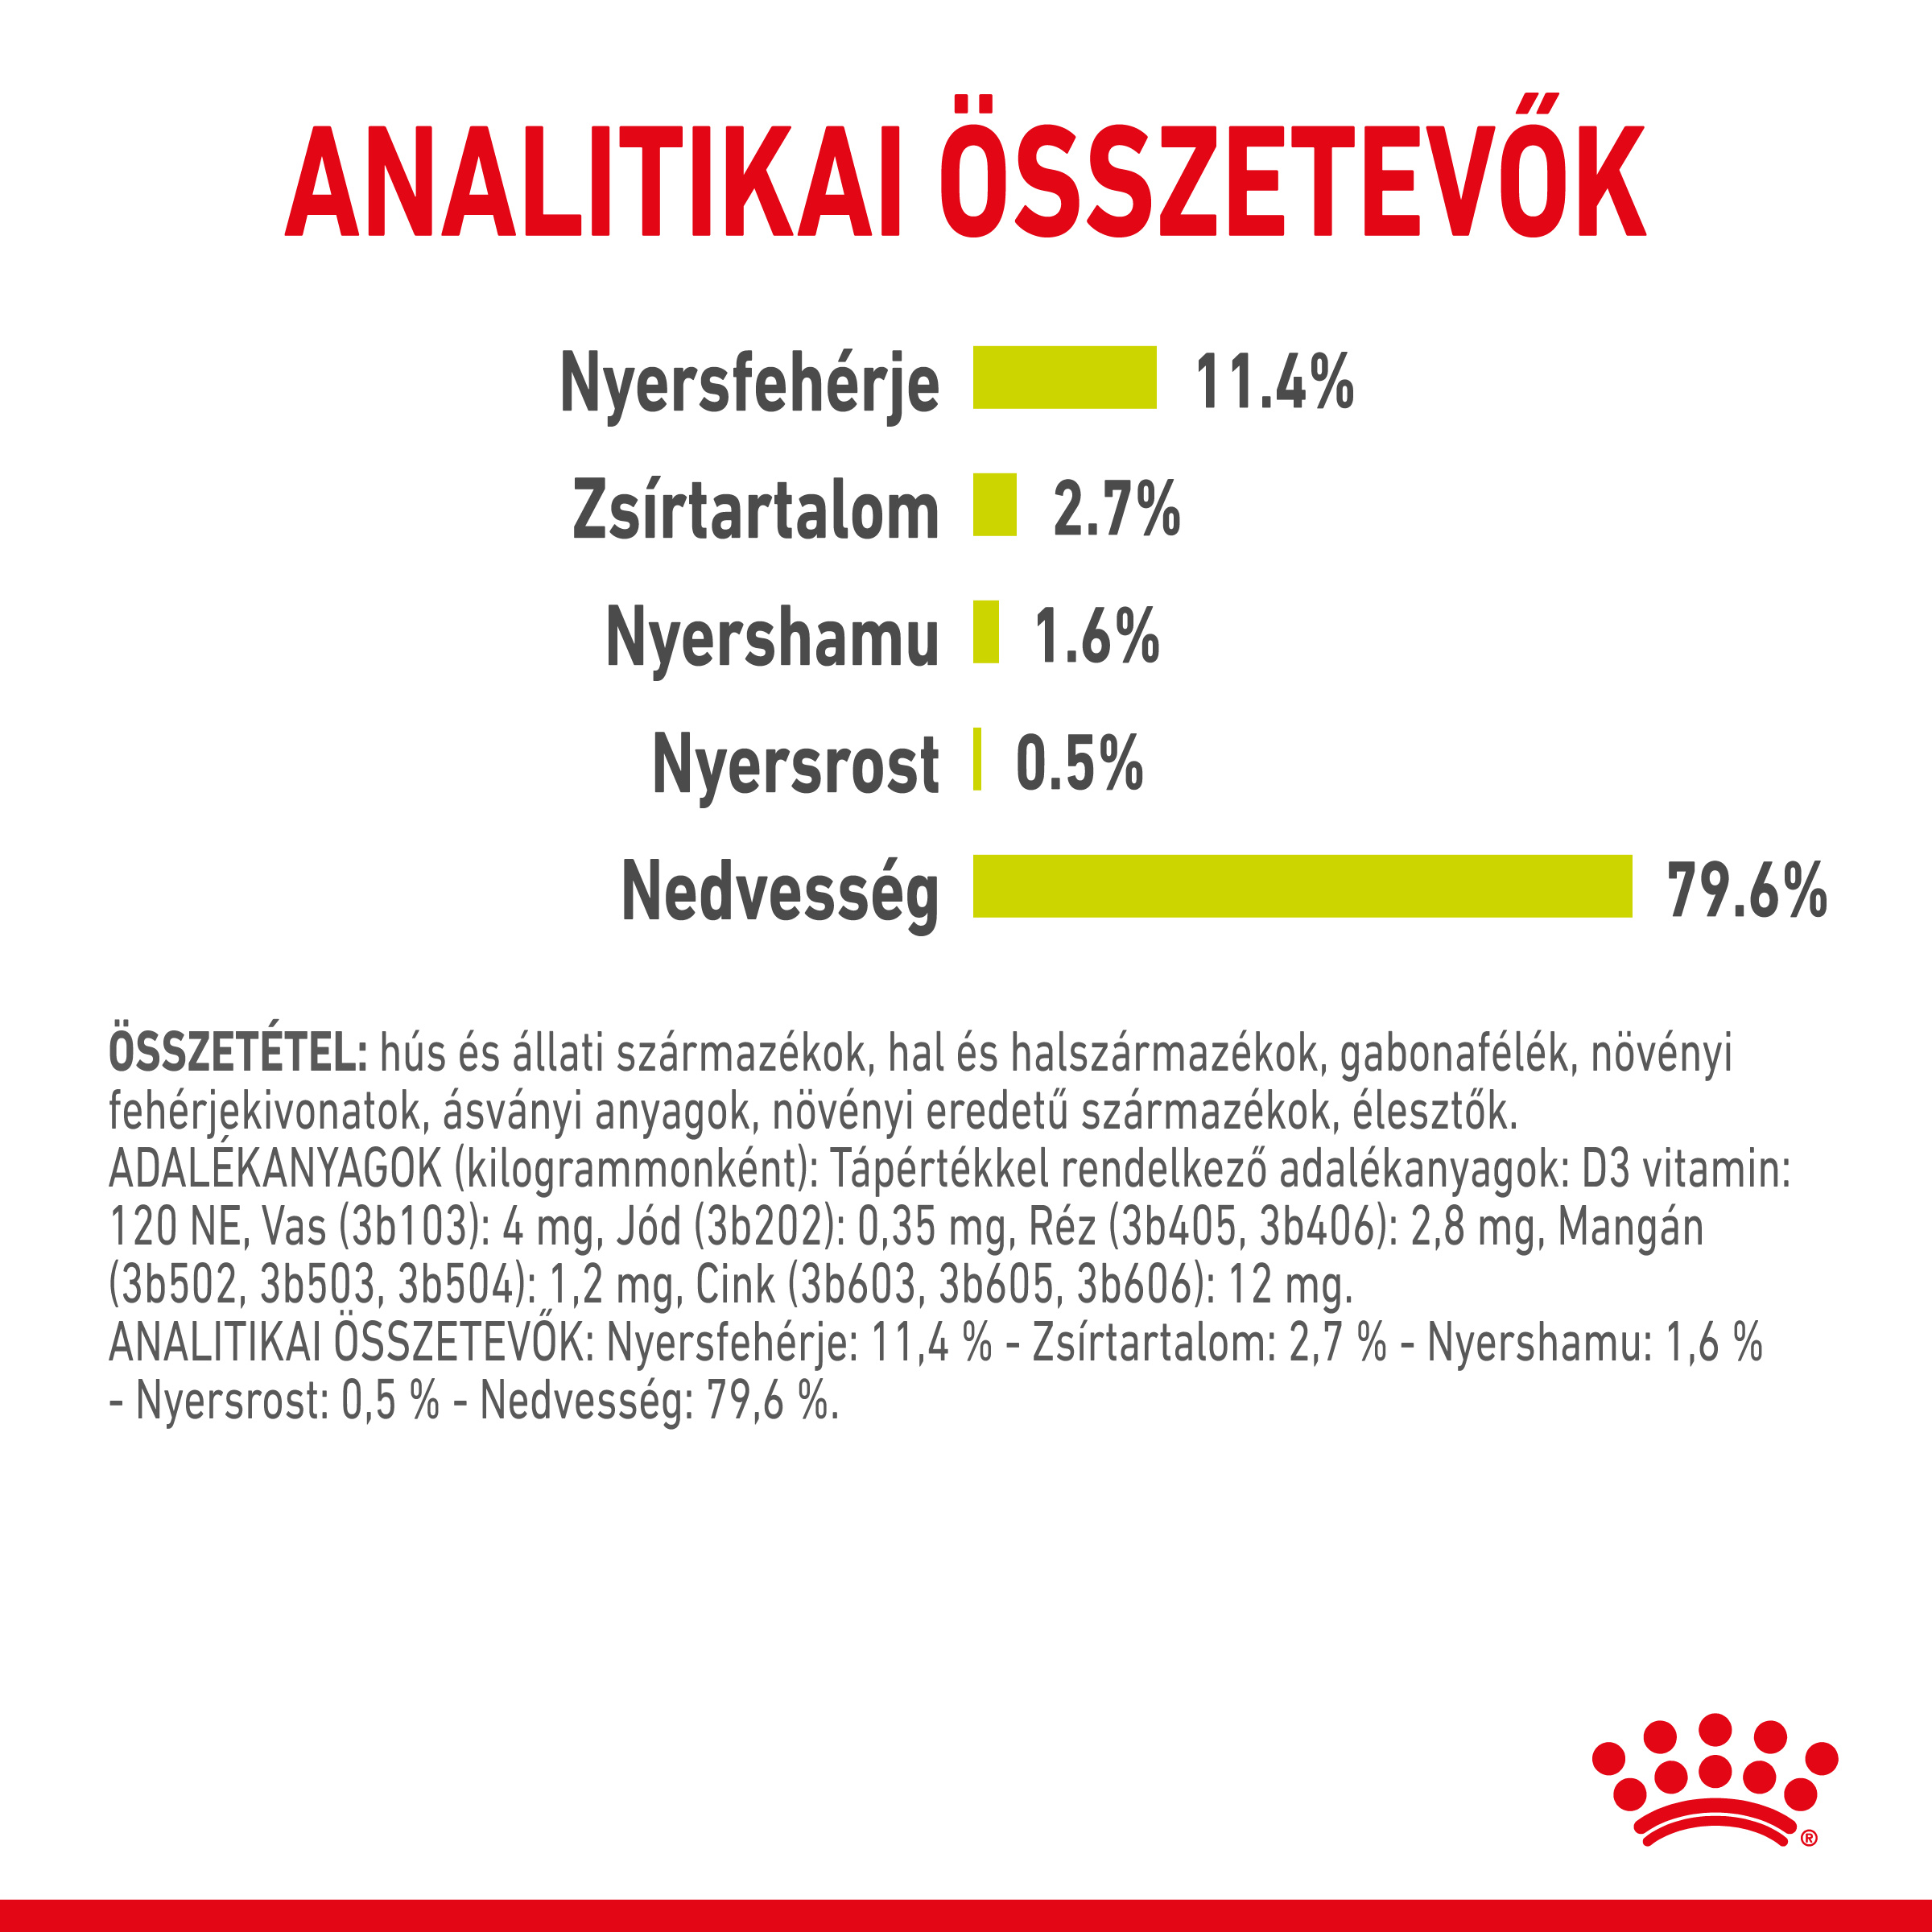 ANALITIKAI ÖSSZETEVŐK
Nyersfehérje 11.4%
Zsírtartalom 2.7%
Nyershamu 1.6%
Nyersrost 0.5%
Nedvesség 79.6%
ÖSSZETÉTEL: hús és állati származékok, hal és halszármazékok, gabonafélék, növényi
fehérjekivonatok, ásványi anyagok, növényi eredetű származékok, élesztők.
ADALÉKANYAGOK (kilogrammonként): Tápértékkel rendelkező adalékanyagok: D3 vitamin:
120 NE, Vas (3b103): 4 mg, Jód (3b202): 0,35 mg, Réz (3b405, 3b406): 2,8 mg, Mangán
(3b502, 3b503, 3b504): 1,2 mg, Cink (3b603, 3b605, 3b606): 12 mg.
ANALITIKAI ÖSSZETEVŐK: Nyersfehérje: 11,4 % - Zsírtartalom: 2,7 % - Nyershamu: 1,6 %
- Nyersrost: 0,5 % - Nedvesség: 79,6 %.
®